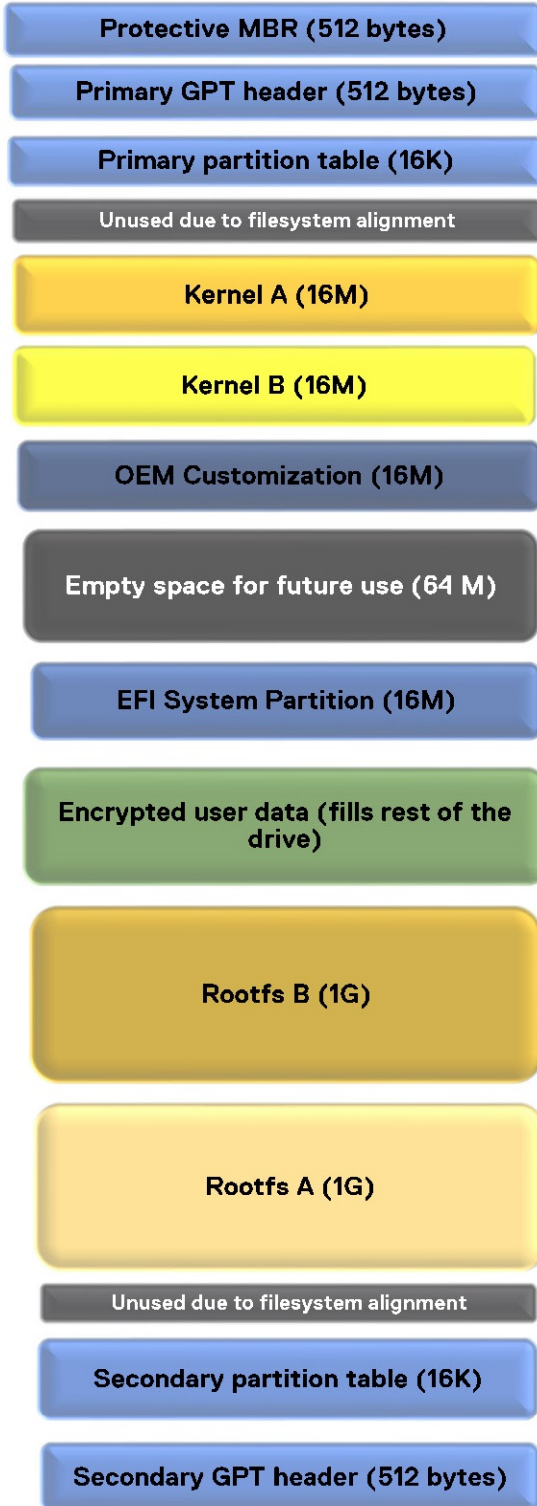 Protective MBR (512 bytes)
Primary GPT header (512 bytes)
Primary partition table (16K)
Unused due to filesystem alignment
Kernel A (16M)
Kernel B (16M)
OEM Customization (16M)
Empty space for future use (64 M)
EFI System Partition (16M)
Encrypted user data (fills rest of the
drive)
Rootfs B (1G)
Rootfs A (1G)
Unused due to filesystem alignment
Secondary partition table (16K)
Secondary GPT header (512 bytes)